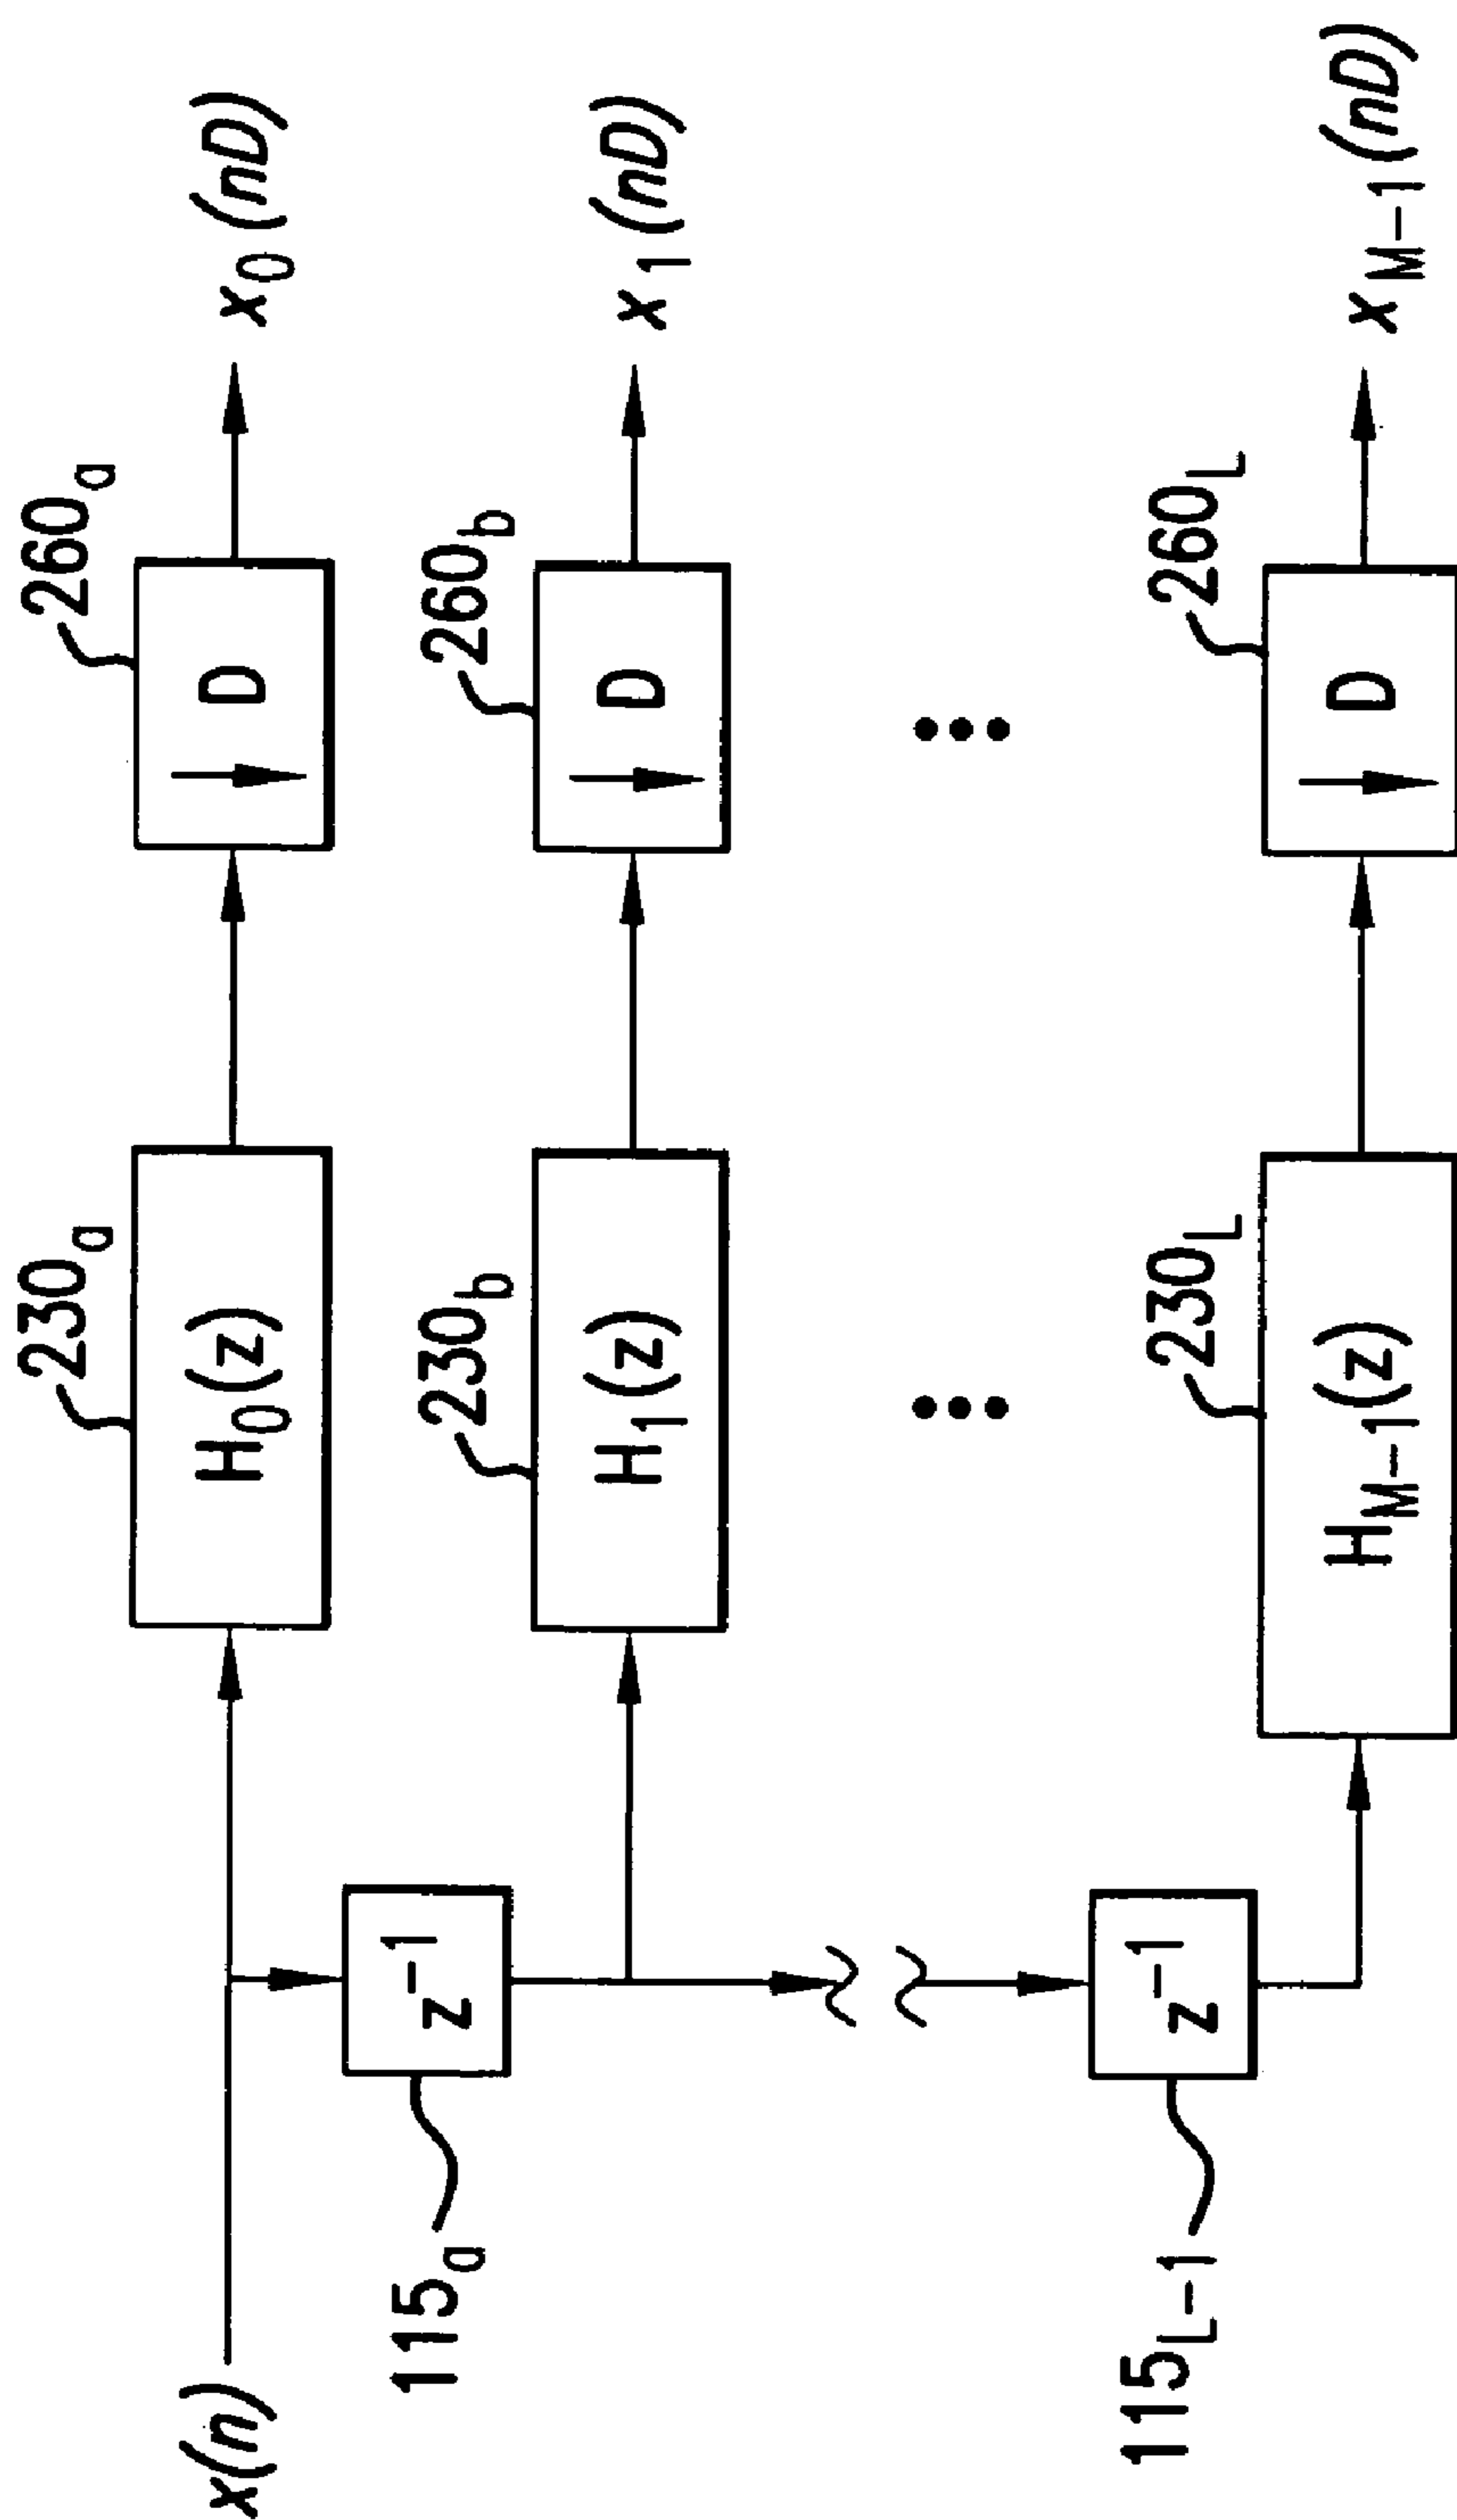 230a
260a
x(n)
H0(z)
↓ D
x0(nD)
115a
z-1
230b
260b
H1(z)
↓ D
x1(nD)
•••
•••
115L-1
z-1
230L
260L
HM-1(z)
↓ D
xM-1(nD)